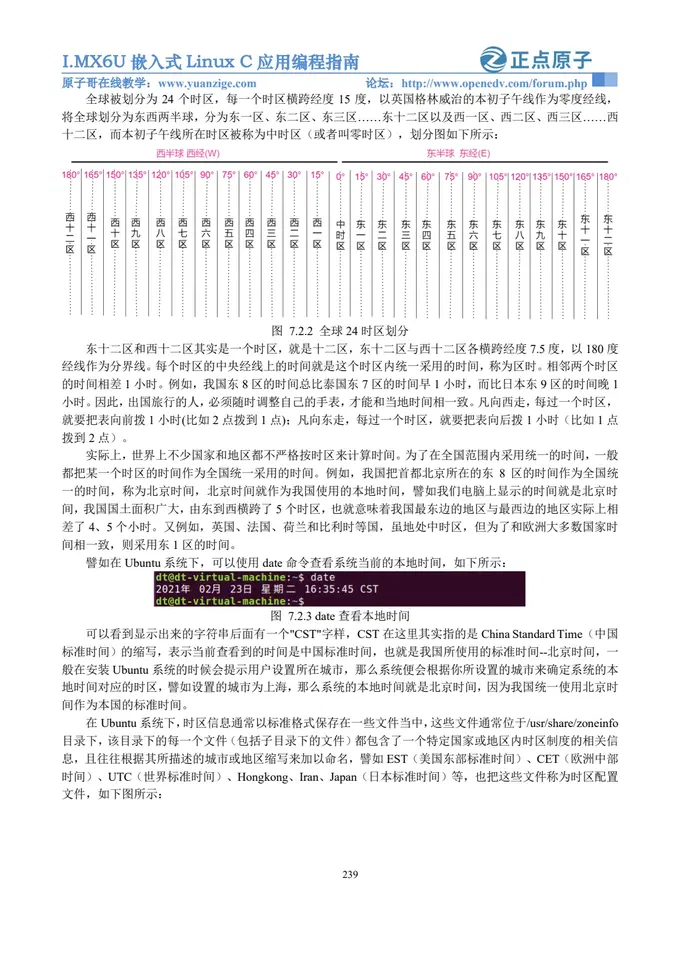 I.MX6U 嵌入式 Linux C 应用编程指南
正点原子
原子哥在线教学：www.yuanzige.com 论坛：http://www.openedv.com/forum.php
全球被划分为 24 个时区，每一个时区横跨经度 15 度，以英国格林威治的本初子午线作为零度经线，
将全球划分为东西两半球，分为东一区、东二区、东三区……东十二区以及西一区、西二区、西三区……西
十二区，而本初子午线所在时区被称为中时区（或者叫零时区），划分图如下所示：
西半球 西经(W) 东半球 东经(E)
180° 165° 150° 135° 120° 105° 90° 75° 60° 45° 30° 15° 0° 15° 30° 45° 60° 75° 90° 105° 120° 135° 150° 165° 180°
西十二区 西十一区 西十区 西九区 西八区 西七区 西六区 西五区 西四区 西三区 西二区 西一区 中时区 东一区 东二区 东三区 东四区 东五区 东六区 东七区 东八区 东九区 东十区 东十一区 东十二区
图 7.2.2 全球 24 时区划分
东十二区和西十二区其实是一个时区，就是十二区，东十二区与西十二区各横跨经度 7.5 度，以 180 度
经线作为分界线。每个时区的中央经线上的时间就是这个时区内统一采用的时间，称为区时。相邻两个时区
的时间相差 1 小时。例如，我国东 8 区的时间总比泰国东 7 区的时间早 1 小时，而比日本东 9 区的时间晚 1
小时。因此，出国旅行的人，必须随时调整自己的手表，才能和当地时间相一致。凡向西走，每过一个时区，
就要把表向前拨 1 小时(比如 2 点拨到 1 点)；凡向东走，每过一个时区，就要把表向后拨 1 小时（比如 1 点
拨到 2 点）。
实际上，世界上不少国家和地区都不严格按时区来计算时间。为了在全国范围内采用统一的时间，一般
都把某一个时区的时间作为全国统一采用的时间。例如，我国把首都北京所在的东 8 区的时间作为全国统
一的时间，称为北京时间，北京时间就作为我国使用的本地时间，譬如我们电脑上显示的时间就是北京时
间，我国国土面积广大，由东到西横跨了 5 个时区，也就意味着我国最东边的地区与最西边的地区实际上相
差了 4、5 个小时。又例如，英国、法国、荷兰和比利时等国，虽地处中时区，但为了和欧洲大多数国家时
间相一致，则采用东 1 区的时间。
譬如在 Ubuntu 系统下，可以使用 date 命令查看系统当前的本地时间，如下所示：
dt@dt-virtual-machine:~$ date
2021年 02月 23日 星期二 16:35:45 CST
dt@dt-virtual-machine:~$
图 7.2.3 date 查看本地时间
可以看到显示出来的字符串后面有一个"CST"字样，CST 在这里其实指的是 China Standard Time（中国
标准时间）的缩写，表示当前查看到的时间是中国标准时间，也就是我国所使用的标准时间--北京时间，一
般在安装 Ubuntu 系统的时候会提示用户设置所在城市，那么系统便会根据你所设置的城市来确定系统的本
地时间对应的时区，譬如设置的城市为上海，那么系统的本地时间就是北京时间，因为我国统一使用北京时
间作为本国的标准时间。
在 Ubuntu 系统下，时区信息通常以标准格式保存在一些文件当中，这些文件通常位于/usr/share/zoneinfo
目录下，该目录下的每一个文件（包括子目录下的文件）都包含了一个特定国家或地区内时区制度的相关信
息，且往往根据其所描述的城市或地区缩写来加以命名，譬如 EST（美国东部标准时间）、CET（欧洲中部
时间）、UTC（世界标准时间）、Hongkong、Iran、Japan（日本标准时间）等，也把这些文件称为时区配置
文件，如下图所示：
239